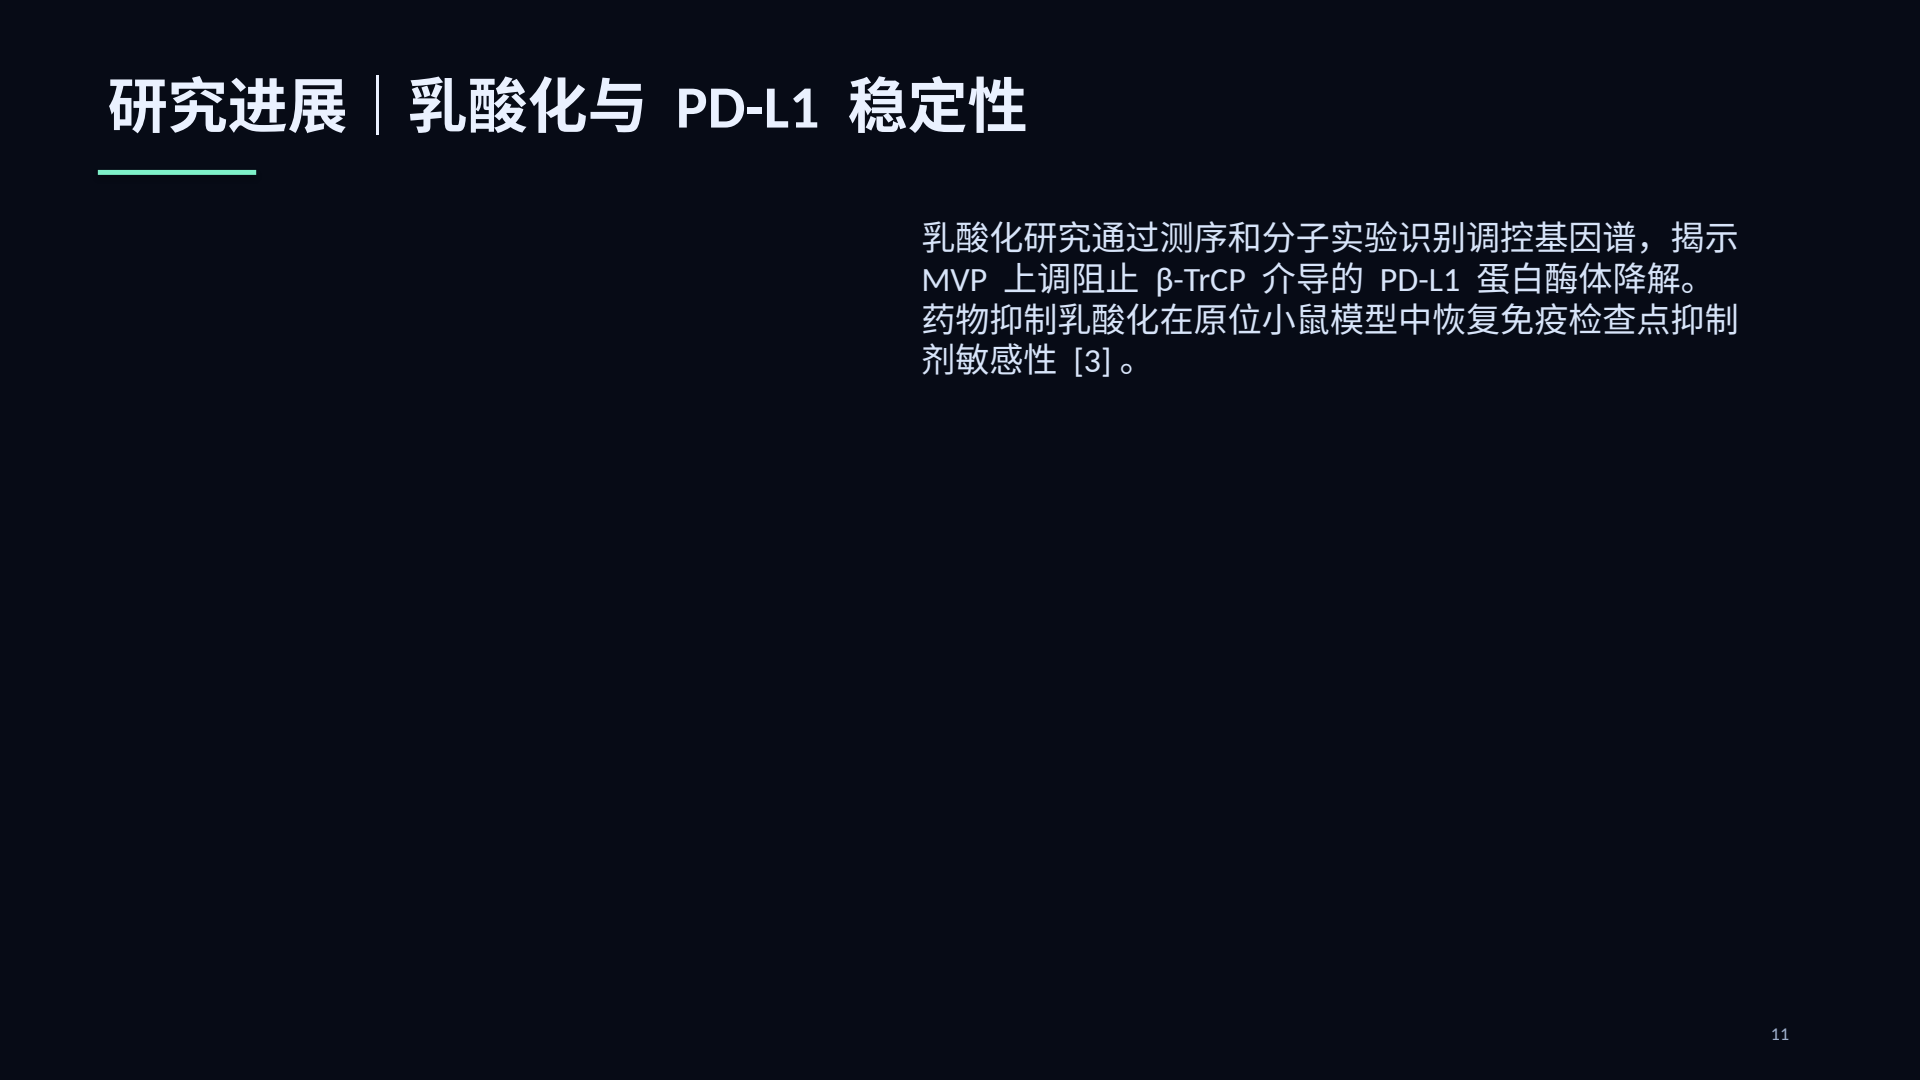 研究进展｜乳酸化与 PD-L1 稳定性
乳酸化研究通过测序和分子实验识别调控基因谱，揭示
MVP 上调阻止 β-TrCP 介导的 PD-L1 蛋白酶体降解。
药物抑制乳酸化在原位小鼠模型中恢复免疫检查点抑制
剂敏感性 [3]。
11